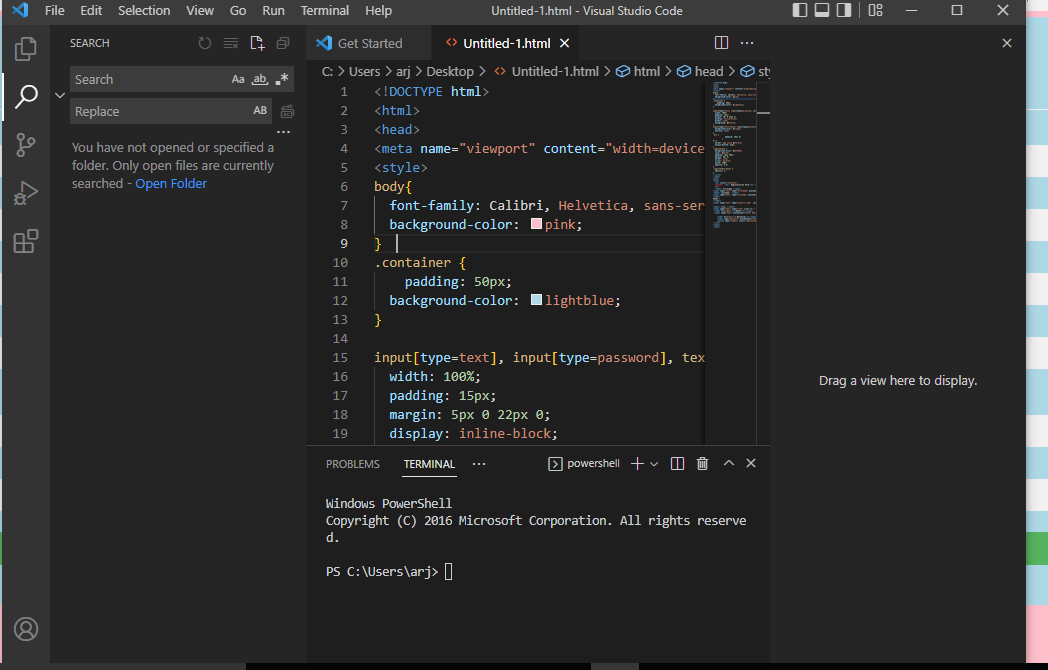 File Edit Selection View Go Run Terminal Help Untitled-1.html - Visual Studio Code
SEARCH
Search Aa ab *
Replace AB
...
You have not opened or specified a
folder. Only open files are currently
searched - Open Folder
Get Started <> Untitled-1.html ...
C: > Users > arj > Desktop > <> Untitled-1.html > html > head > sty
1 <!DOCTYPE html>
2 <html>
3 <head>
4 <meta name="viewport" content="width=device
5 <style>
6 body{
7 font-family: Calibri, Helvetica, sans-ser
8 background-color: pink;
9 }
10 .container {
11 padding: 50px;
12 background-color: lightblue;
13 }
14
15 input[type=text], input[type=password], tex
16 width: 100%;
17 padding: 15px;
18 margin: 5px 0 22px 0;
19 display: inline-block;
Drag a view here to display.
PROBLEMS TERMINAL ... powershell
Windows PowerShell
Copyright (C) 2016 Microsoft Corporation. All rights reserve
d.
PS C:\Users\arj>